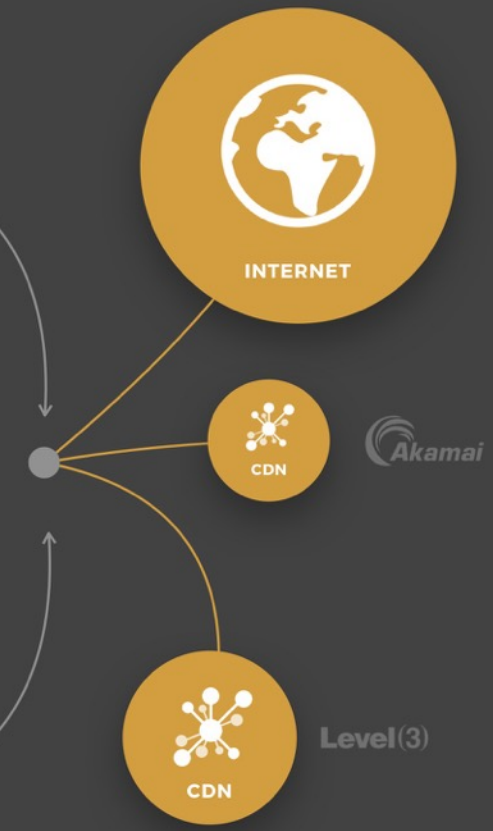 INTERNET
CDN
Akamai
Level(3)
CDN